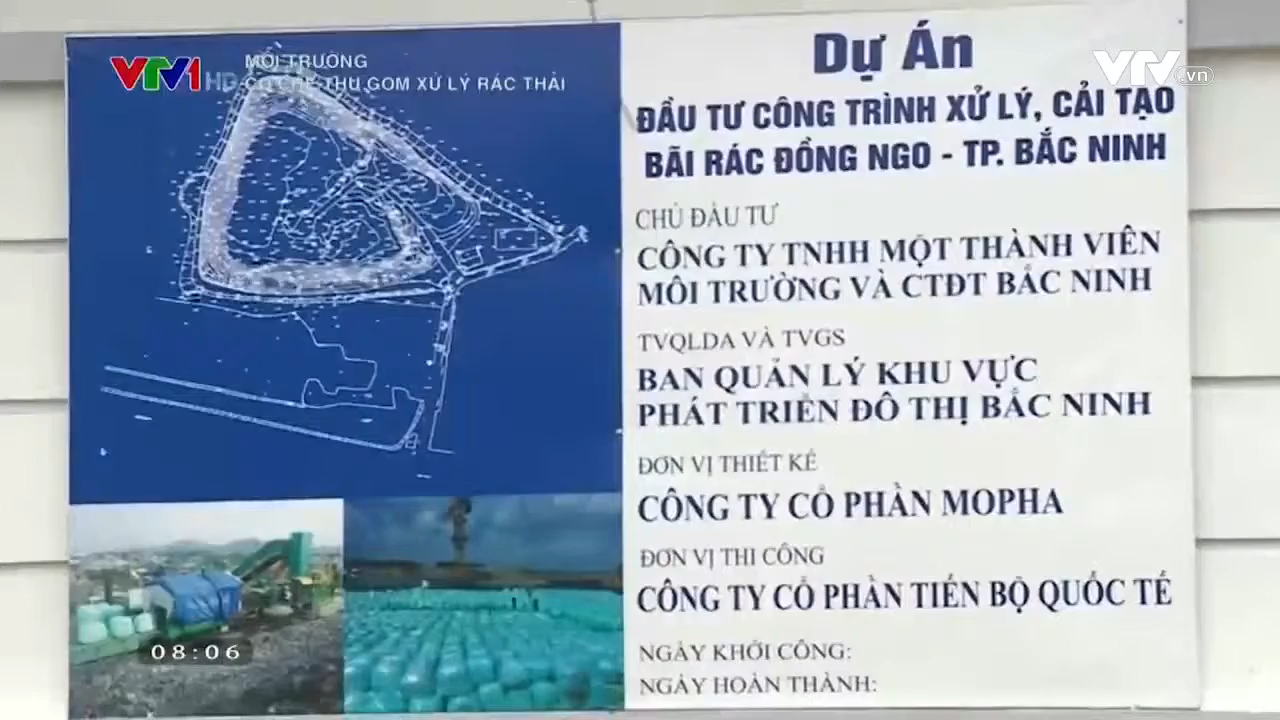 VTV1 HD
MÔI TRƯỜNG
CƠ CHẾ THU GOM XỬ LÝ RÁC THẢI
VTV.vn
Dự Án
ĐẦU TƯ CÔNG TRÌNH XỬ LÝ, CẢI TẠO
BÃI RÁC ĐỒNG NGO - TP. BẮC NINH
CHỦ ĐẦU TƯ
CÔNG TY TNHH MỘT THÀNH VIÊN
MÔI TRƯỜNG VÀ CTĐT BẮC NINH
TVQLDA VÀ TVGS
BAN QUẢN LÝ KHU VỰC
PHÁT TRIỂN ĐÔ THỊ BẮC NINH
ĐƠN VỊ THIẾT KẾ
CÔNG TY CỔ PHẦN MOPHA
ĐƠN VỊ THI CÔNG
CÔNG TY CỔ PHẦN TIẾN BỘ QUỐC TẾ
NGÀY KHỞI CÔNG:
NGÀY HOÀN THÀNH:
08:06